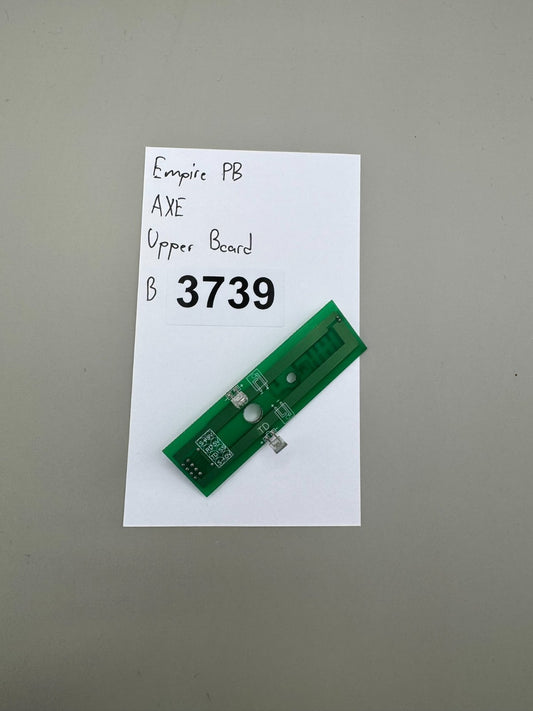 Empire PB
AXE
Upper Board
B 3739
TD